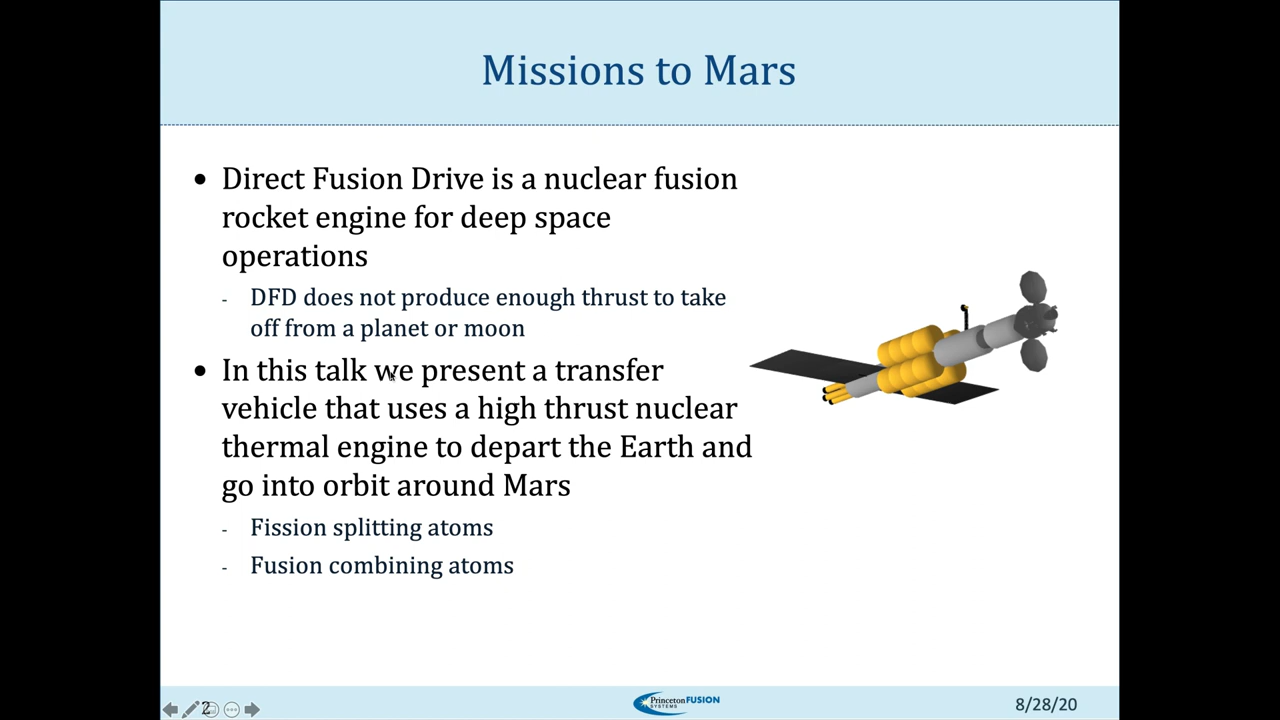 Missions to Mars
• Direct Fusion Drive is a nuclear fusion
rocket engine for deep space
operations
- DFD does not produce enough thrust to take
off from a planet or moon
• In this talk we present a transfer
vehicle that uses a high thrust nuclear
thermal engine to depart the Earth and
go into orbit around Mars
- Fission splitting atoms
- Fusion combining atoms
2
Princeton FUSION
SYSTEMS
8/28/20